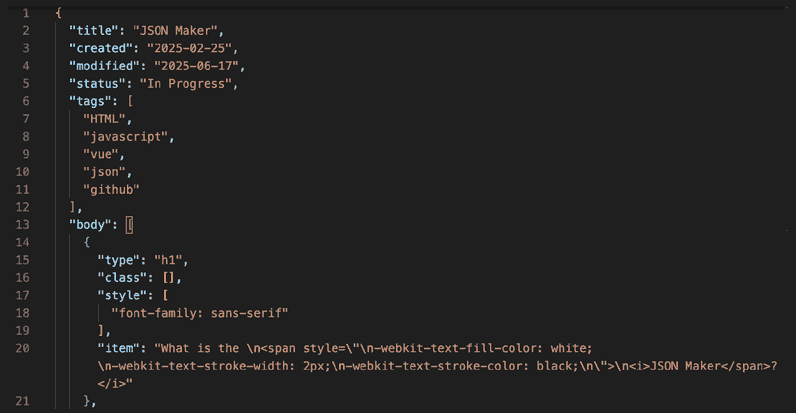 1 {
2 "title": "JSON Maker",
3 "created": "2025-02-25",
4 "modified": "2025-06-17",
5 "status": "In Progress",
6 "tags": [
7 "HTML",
8 "javascript",
9 "vue",
10 "json",
11 "github"
12 ],
13 "body": [
14 {
15 "type": "h1",
16 "class": [],
17 "style": [
18 "font-family: sans-serif"
19 ],
20 "item": "What is the \n<span style=\"\n-webkit-text-fill-color: white;
\n-webkit-text-stroke-width: 2px;\n-webkit-text-stroke-color: black;\n\">\n<i>JSON Maker</span>?
</i>"
21 },